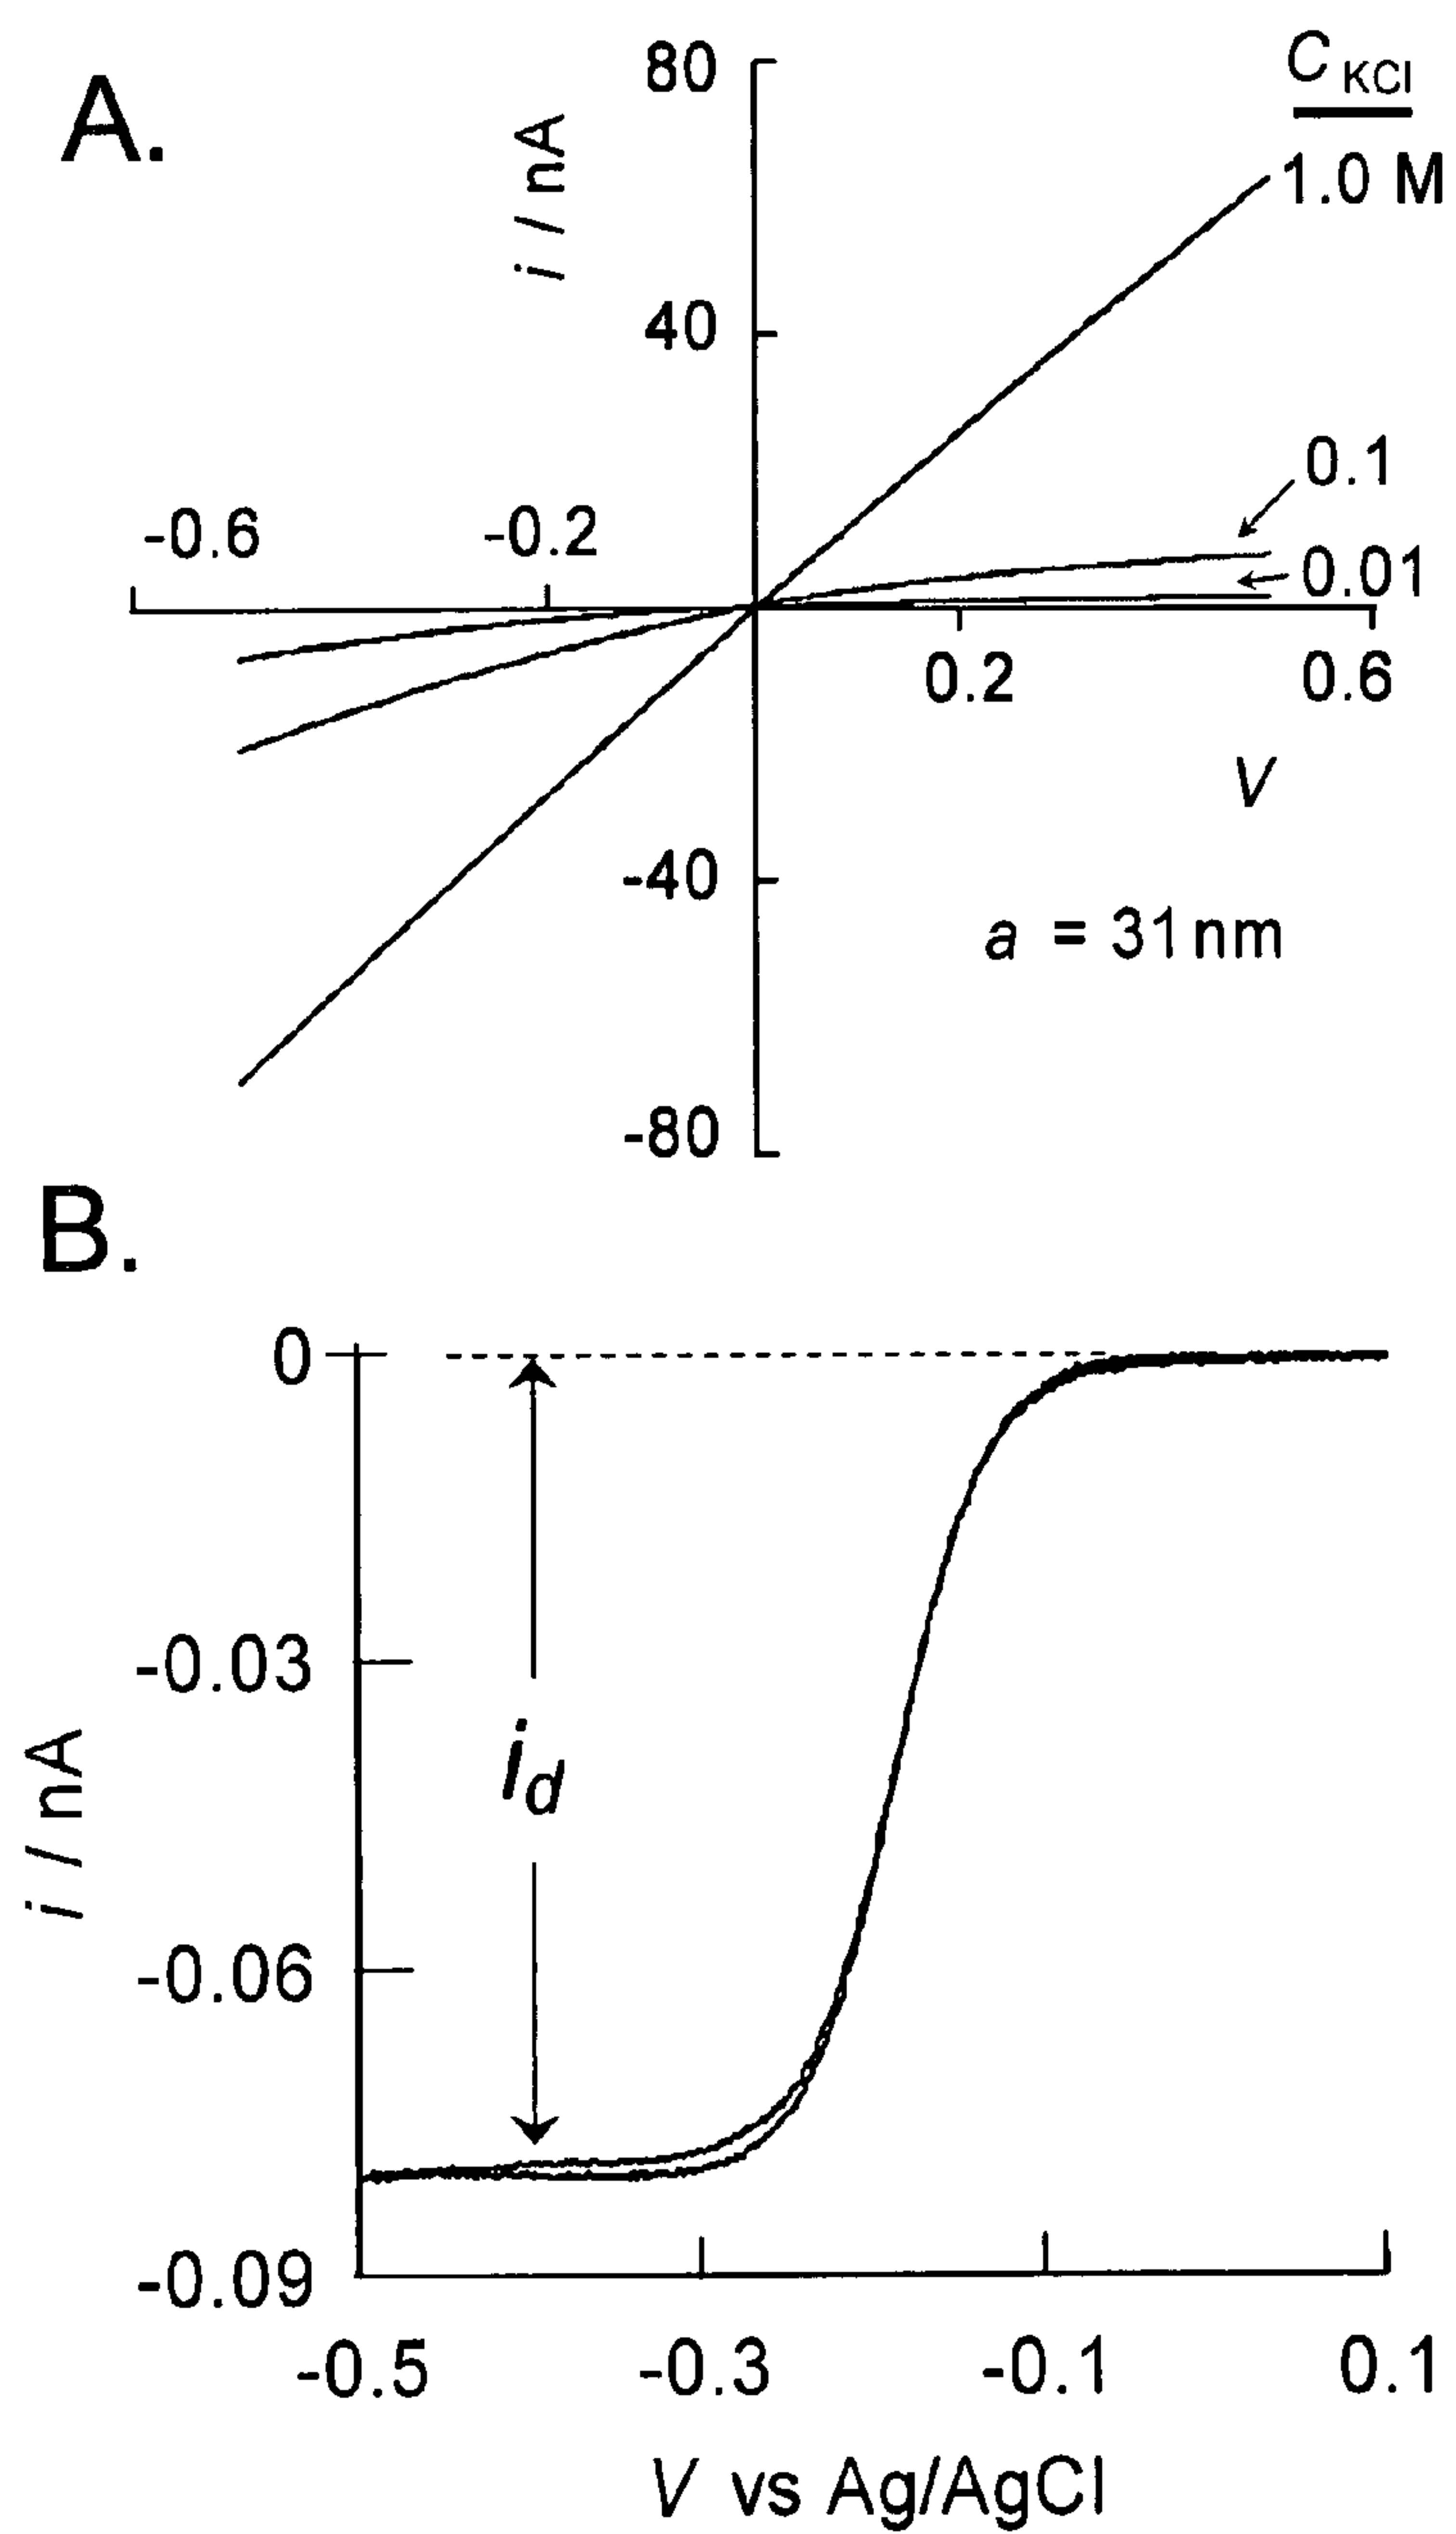 A.
80
C KCl
i / nA
1.0 M
40
0.1
-0.6
-0.2
0.01
0.2
0.6
V
-40
a = 31 nm
-80
B.
0
-0.03
i / nA
id
-0.06
-0.09
-0.5
-0.3
-0.1
0.1
V vs Ag/AgCl